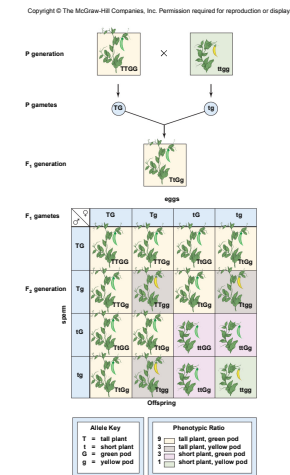 Copyright © The McGraw-Hill Companies, Inc. Permission required for reproduction or display
P generation
TTGG × ttgg
P gametes
TG tg
F1 generation
TtGg
eggs
F1 gametes ♂ ♀ TG Tg tG tg
TG TTGG TTGg TtGG TtGg
F2 generation
sperm
Tg TTGg TTgg TtGg Ttgg
tG TtGG TtGg ttGG ttGg
tg TtGg Ttgg ttGg ttgg
Offspring
Allele Key
T = tall plant
t = short plant
G = green pod
g = yellow pod
Phenotypic Ratio
9 tall plant, green pod
3 tall plant, yellow pod
3 short plant, green pod
1 short plant, yellow pod